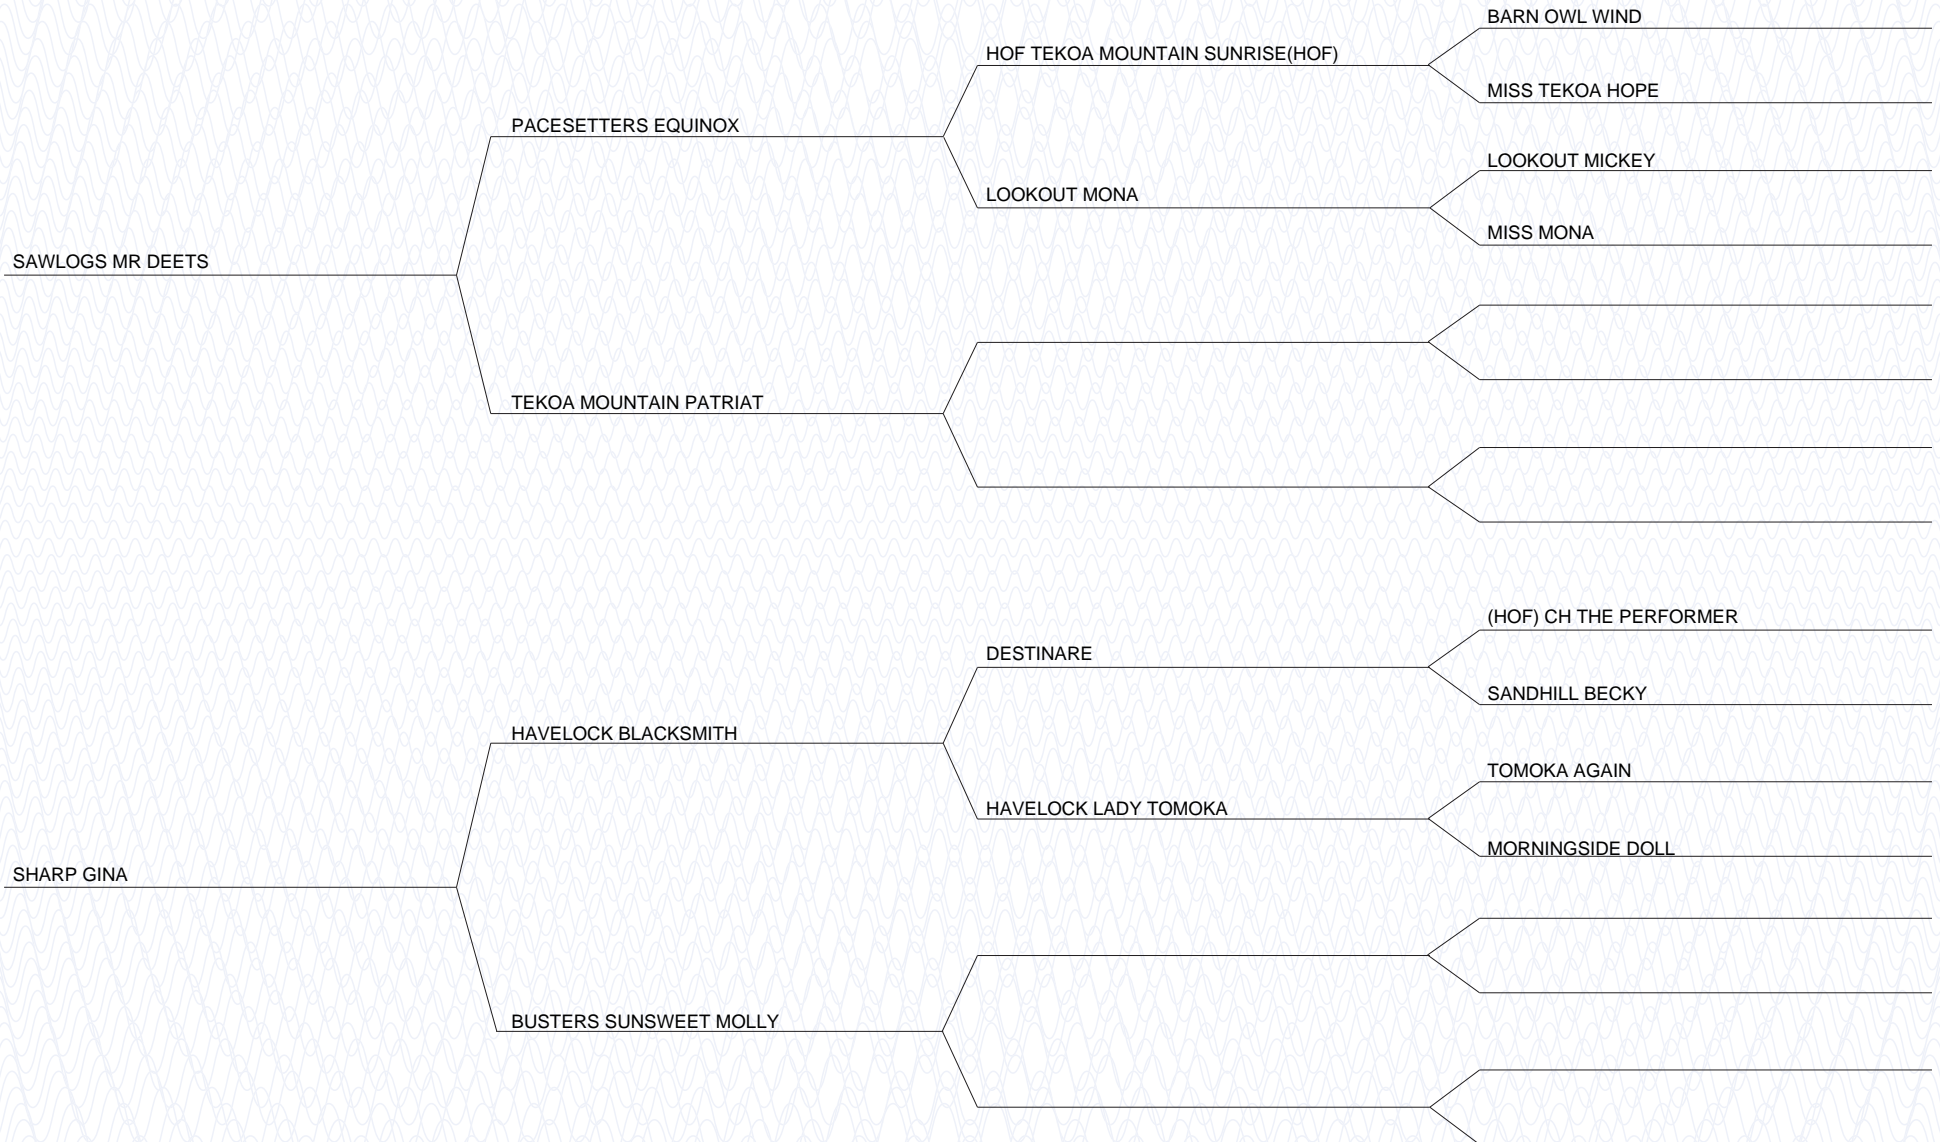 BARN OWL WIND
HOF TEKOA MOUNTAIN SUNRISE(HOF)
MISS TEKOA HOPE
PACESETTERS EQUINOX
LOOKOUT MICKEY
LOOKOUT MONA
MISS MONA
SAWLOGS MR DEETS
TEKOA MOUNTAIN PATRIAT
(HOF) CH THE PERFORMER
DESTINARE
SANDHILL BECKY
HAVELOCK BLACKSMITH
TOMOKA AGAIN
HAVELOCK LADY TOMOKA
MORNINGSIDE DOLL
SHARP GINA
BUSTERS SUNSWEET MOLLY